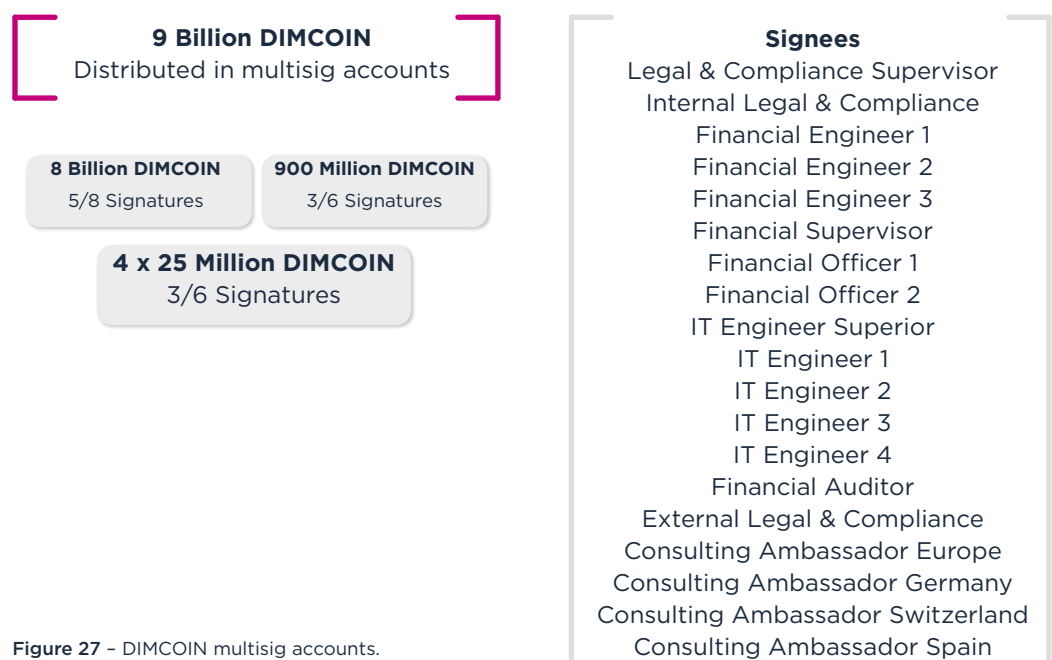 9 Billion DIMCOIN
Distributed in multisig accounts
8 Billion DIMCOIN
5/8 Signatures
900 Million DIMCOIN
3/6 Signatures
4 x 25 Million DIMCOIN
3/6 Signatures
Figure 27 – DIMCOIN multisig accounts.
Signees
Legal & Compliance Supervisor
Internal Legal & Compliance
Financial Engineer 1
Financial Engineer 2
Financial Engineer 3
Financial Supervisor
Financial Officer 1
Financial Officer 2
IT Engineer Superior
IT Engineer 1
IT Engineer 2
IT Engineer 3
IT Engineer 4
Financial Auditor
External Legal & Compliance
Consulting Ambassador Europe
Consulting Ambassador Germany
Consulting Ambassador Switzerland
Consulting Ambassador Spain